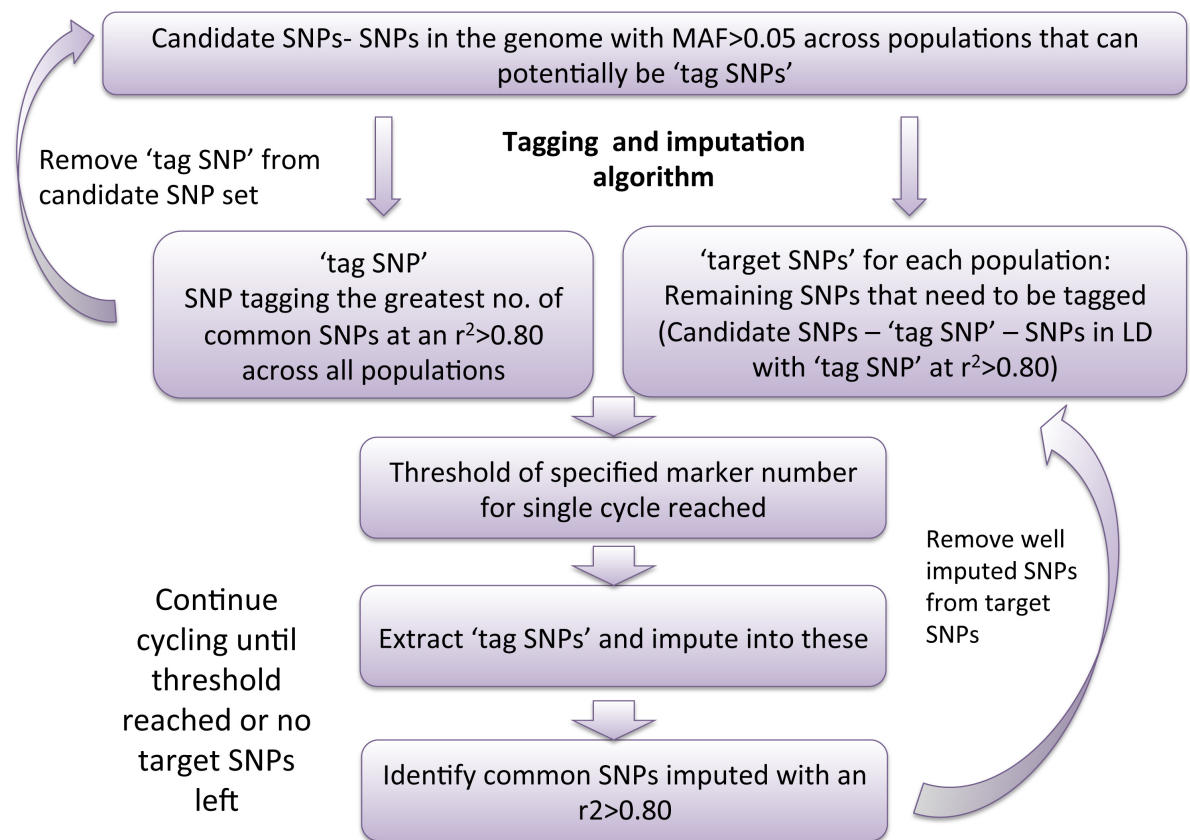 Candidate SNPs- SNPs in the genome with MAF>0.05 across populations that can
potentially be ‘tag SNPs’
Remove ‘tag SNP’ from
candidate SNP set
Tagging and imputation
algorithm
‘tag SNP’
SNP tagging the greatest no. of
common SNPs at an r²>0.80
across all populations
‘target SNPs’ for each population:
Remaining SNPs that need to be tagged
(Candidate SNPs – ‘tag SNP’ – SNPs in LD
with ‘tag SNP’ at r²>0.80)
Threshold of specified marker number
for single cycle reached
Extract ‘tag SNPs’ and impute into these
Identify common SNPs imputed with an
r2>0.80
Continue
cycling until
threshold
reached or no
target SNPs
left
Remove well
imputed SNPs
from target
SNPs